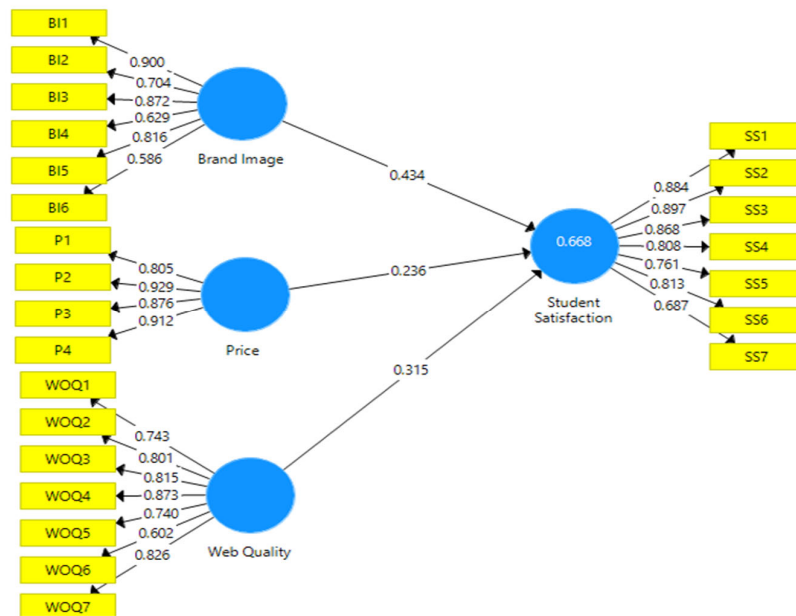 BI1
BI2
BI3
BI4
BI5
BI6
0.900
0.704
0.872
0.629
0.816
0.586
Brand Image
P1
P2
P3
P4
0.805
0.929
0.876
0.912
Price
WOQ1
WOQ2
WOQ3
WOQ4
WOQ5
WOQ6
WOQ7
0.743
0.801
0.815
0.873
0.740
0.602
0.826
Web Quality
0.434
0.236
0.315
0.668
Student
Satisfaction
0.884
0.897
0.868
0.808
0.761
0.813
0.687
SS1
SS2
SS3
SS4
SS5
SS6
SS7